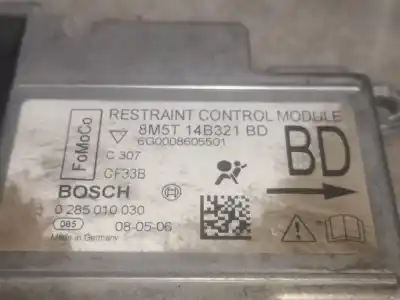 RESTRAINT CONTROL MODULE
FoMoCo
8M5T 14B321 BD
6G00D8605501
C 307
CF33B
BD
BOSCH
0 285 010 030
065 08-05-06
Made in Germany